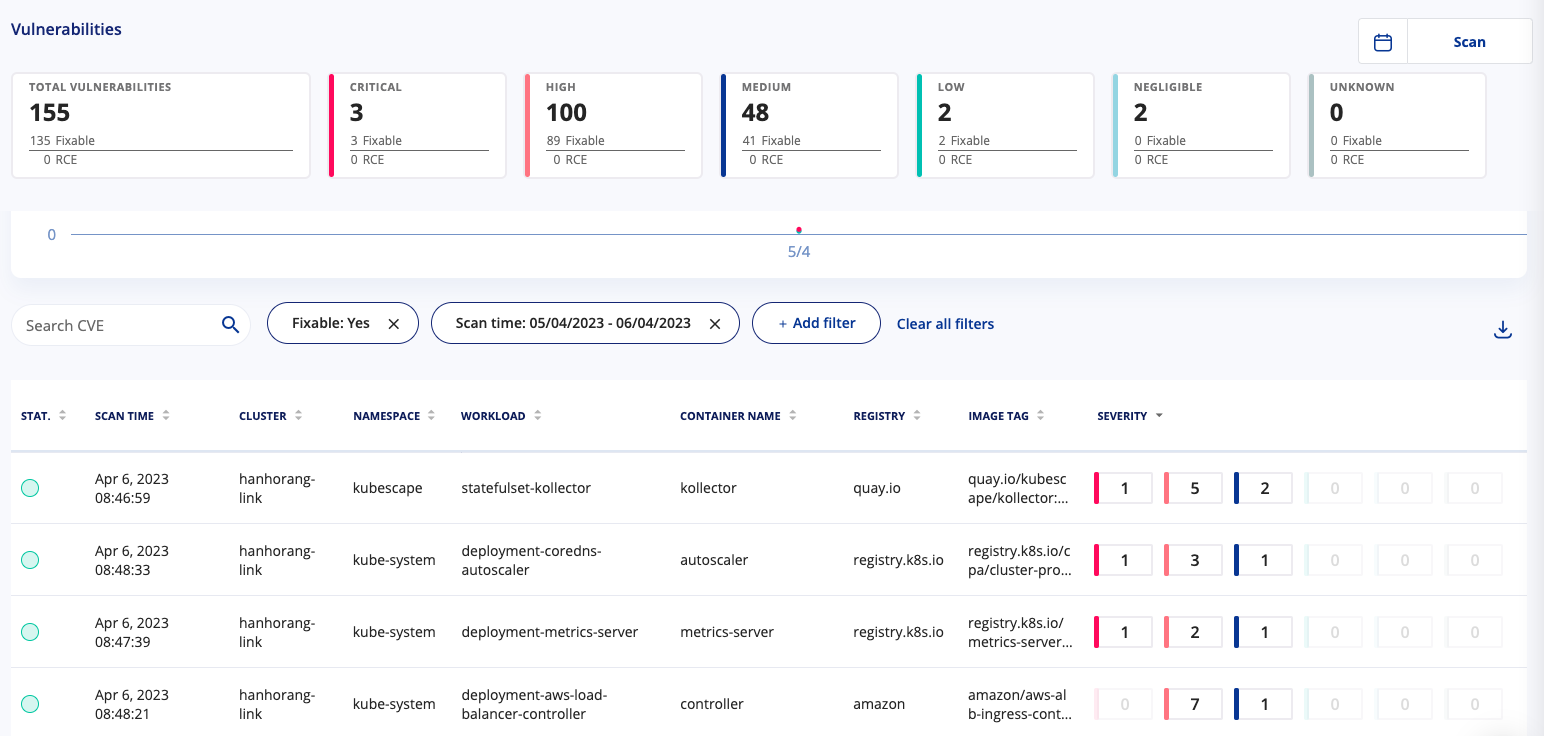 Vulnerabilities
Scan
TOTAL VULNERABILITIES
155
135 Fixable
0 RCE
CRITICAL
3
3 Fixable
0 RCE
HIGH
100
89 Fixable
0 RCE
MEDIUM
48
41 Fixable
0 RCE
LOW
2
2 Fixable
0 RCE
NEGLIGIBLE
2
0 Fixable
0 RCE
UNKNOWN
0
0 Fixable
0 RCE
0
5/4
Search CVE
Fixable: Yes ×
Scan time: 05/04/2023 - 06/04/2023 ×
+ Add filter
Clear all filters
STAT. SCAN TIME CLUSTER NAMESPACE WORKLOAD CONTAINER NAME REGISTRY IMAGE TAG SEVERITY
Apr 6, 2023
08:46:59
hanhorang-
link
kubescape
statefulset-kollector
kollector
quay.io
quay.io/kubesc
ape/kollector:...
1 5 2 0 0 0
Apr 6, 2023
08:48:33
hanhorang-
link
kube-system
deployment-coredns-
autoscaler
autoscaler
registry.k8s.io
registry.k8s.io/c
pa/cluster-pro...
1 3 1 0 0 0
Apr 6, 2023
08:47:39
hanhorang-
link
kube-system
deployment-metrics-server
metrics-server
registry.k8s.io
registry.k8s.io/
metrics-server...
1 2 1 0 0 0
Apr 6, 2023
08:48:21
hanhorang-
link
kube-system
deployment-aws-load-
balancer-controller
controller
amazon
amazon/aws-al
b-ingress-cont...
0 7 1 0 0 0